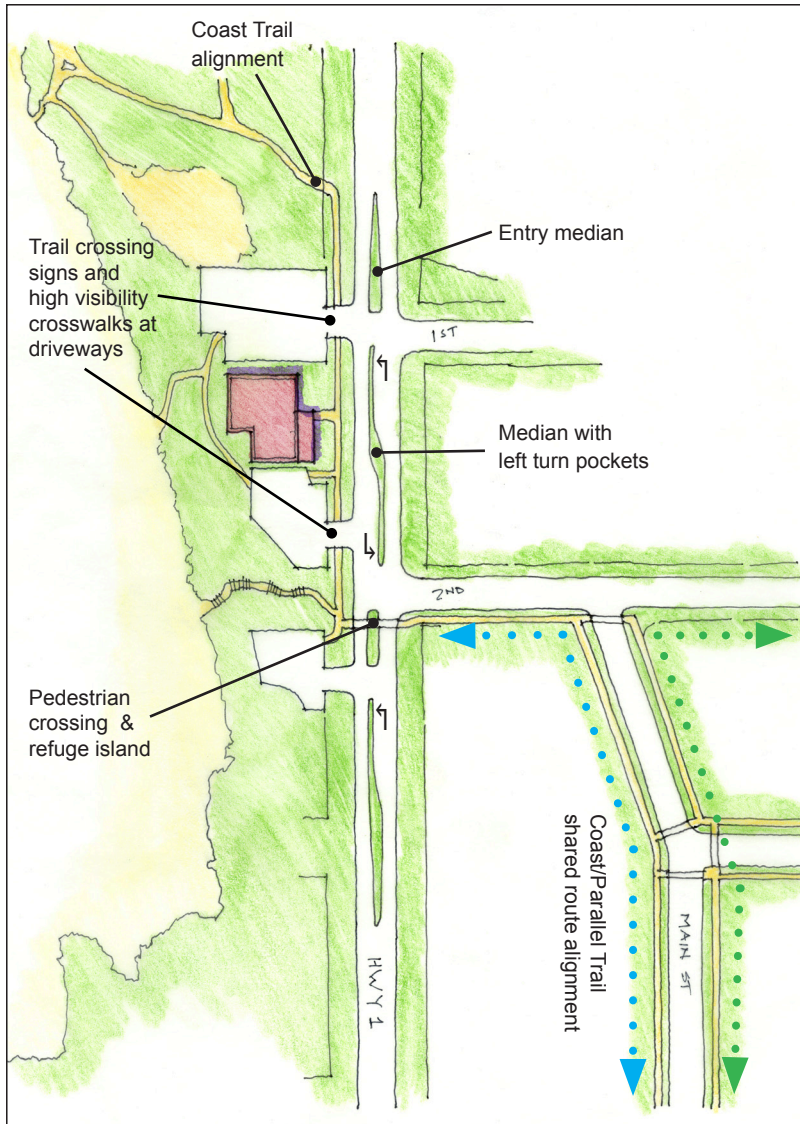 Coast Trail
alignment
Trail crossing
signs and
high visibility
crosswalks at
driveways
Entry median
1ST
Median with
left turn pockets
2ND
Pedestrian
crossing &
refuge island
Coast/Parallel Trail
shared route alignment
MAIN ST
HWY 1